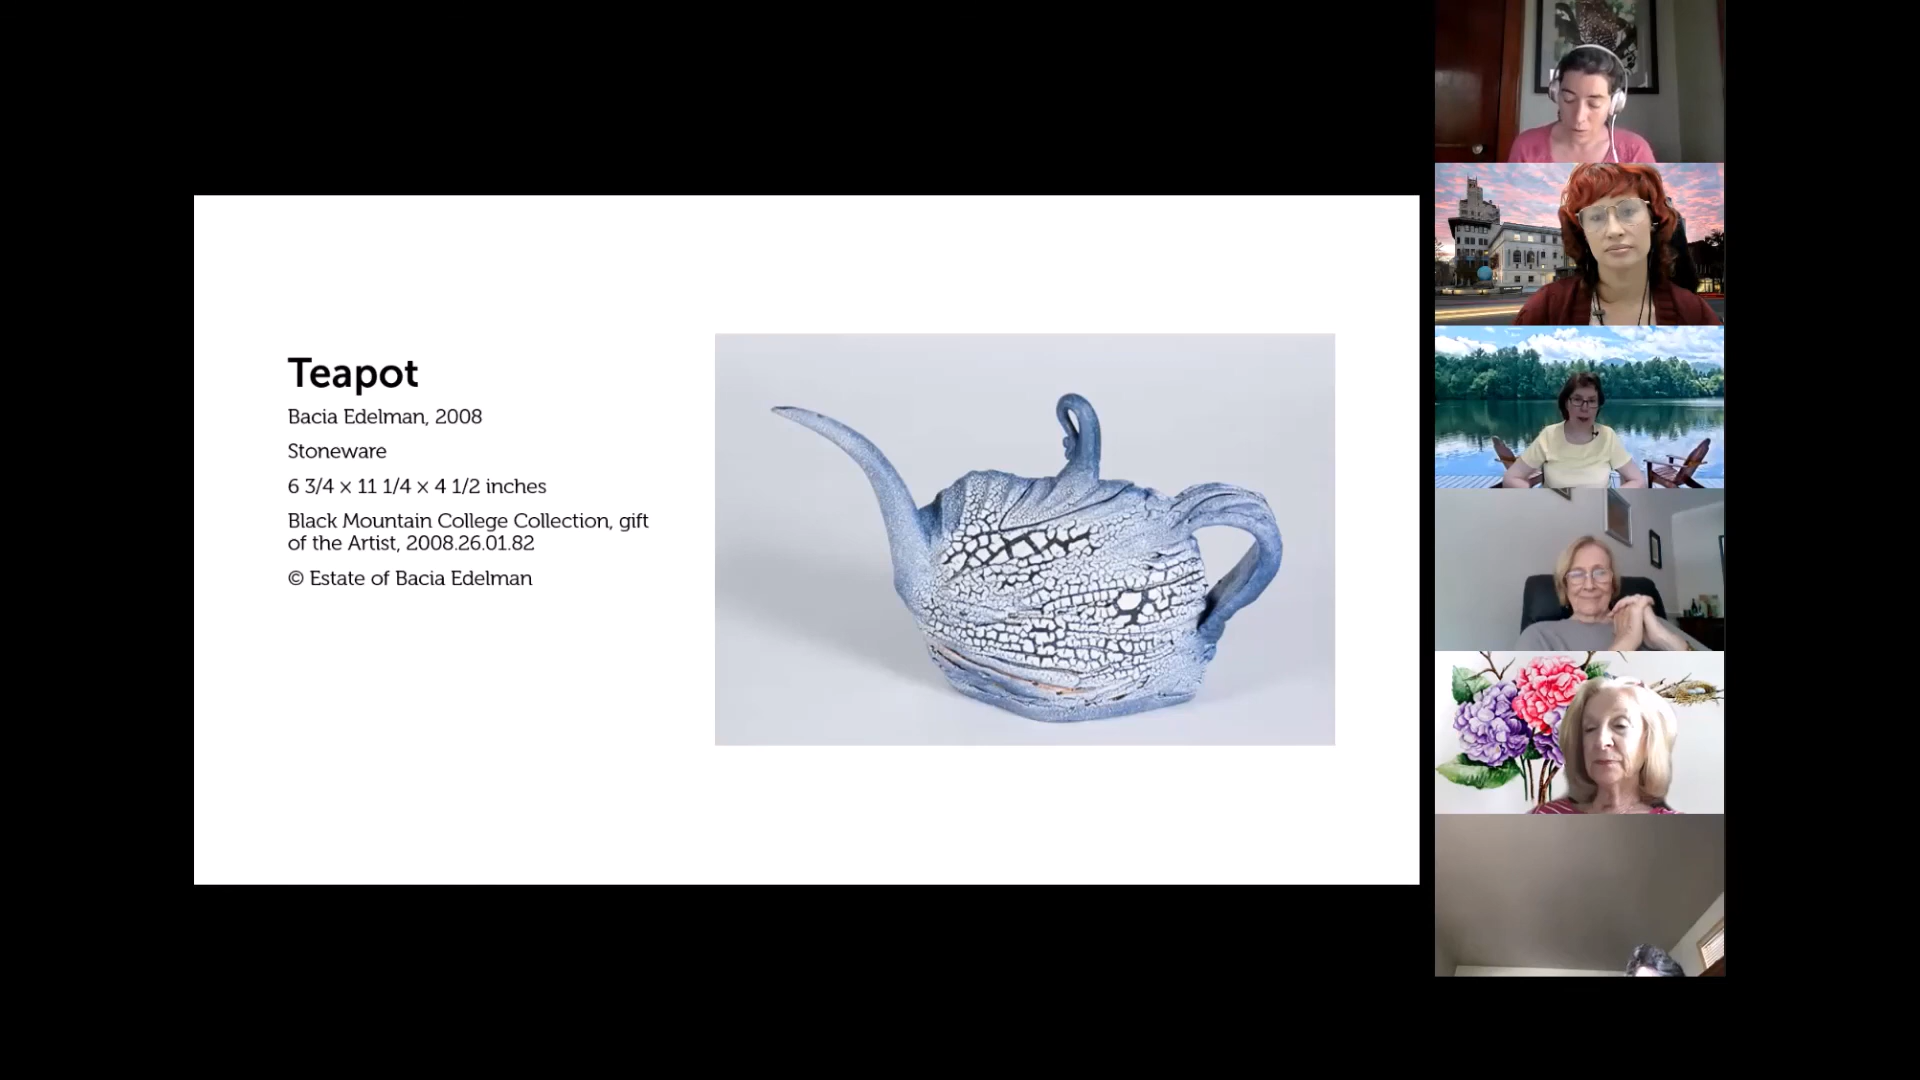 Teapot
Bacia Edelman, 2008
Stoneware
6 3/4 × 11 1/4 × 4 1/2 inches
Black Mountain College Collection, gift
of the Artist, 2008.26.01.82
© Estate of Bacia Edelman